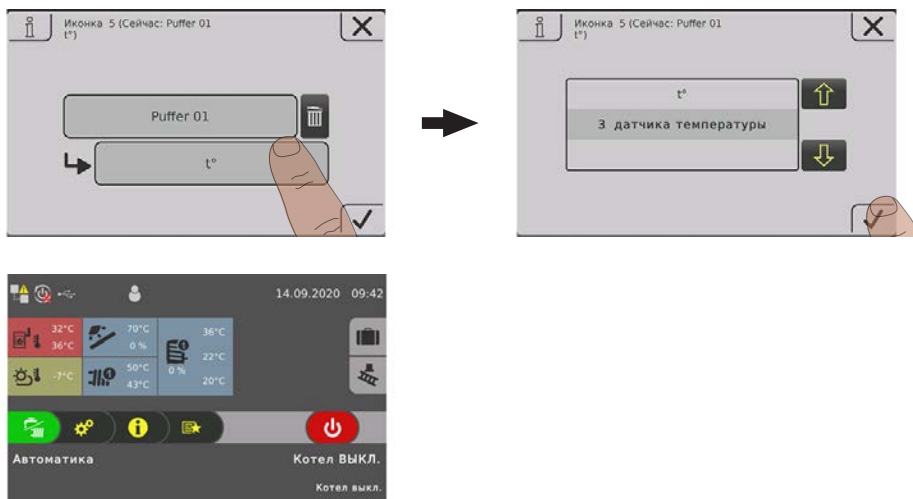 Иконка 5 (Сейчас: Puffer 01
t°)
Puffer 01
t°
Иконка 5 (Сейчас: Puffer 01
t°)
t°
3 датчика температуры
14.09.2020 09:42
32°C
36°C
70°C
0 %
36°C
22°C
20°C
0 %
-7°C
50°C
43°C
Автоматика
Котел ВЫКЛ.
Котел выкл.